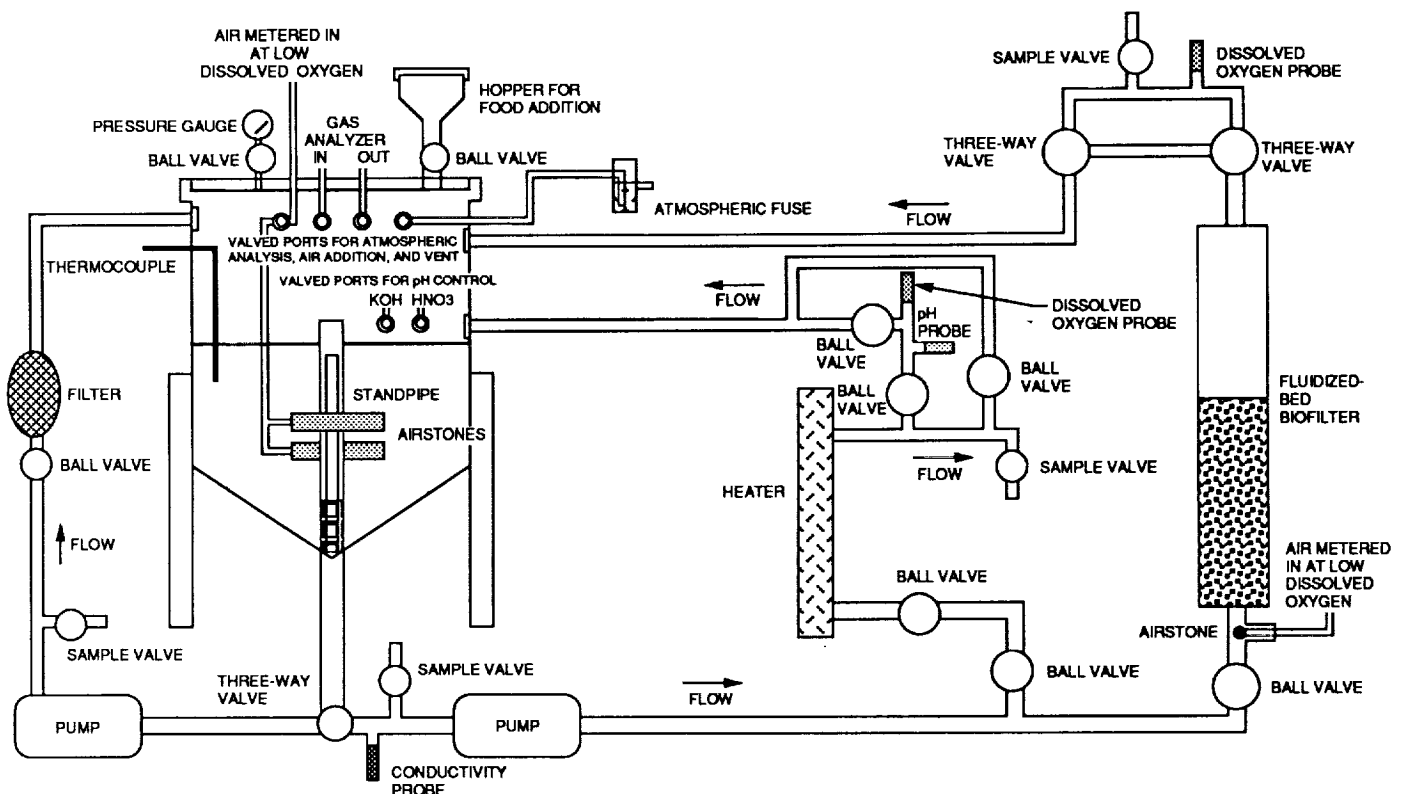 AIR METERED IN
AT LOW
DISSOLVED OXYGEN
HOPPER FOR
FOOD ADDITION
PRESSURE GAUGE
GAS
ANALYZER
IN OUT
BALL VALVE
BALL VALVE
ATMOSPHERIC FUSE
SAMPLE VALVE
DISSOLVED
OXYGEN PROBE
THREE-WAY
VALVE
THREE-WAY
VALVE
FLOW
VALVED PORTS FOR ATMOSPHERIC
ANALYSIS, AIR ADDITION, AND VENT
THERMOCOUPLE
VALVED PORTS FOR pH CONTROL
KOH HNO3
FLOW
DISSOLVED
OXYGEN PROBE
pH
PROBE
BALL
VALVE
BALL
VALVE
BALL
VALVE
FILTER
STANDPIPE
AIRSTONES
FLUIDIZED-
BED
BIOFILTER
BALL VALVE
FLOW
SAMPLE VALVE
HEATER
FLOW
BALL VALVE
AIR METERED
IN AT LOW
DISSOLVED
OXYGEN
AIRSTONE
SAMPLE VALVE
THREE-WAY
VALVE
SAMPLE VALVE
FLOW
BALL VALVE
BALL VALVE
PUMP
PUMP
CONDUCTIVITY
PROBE